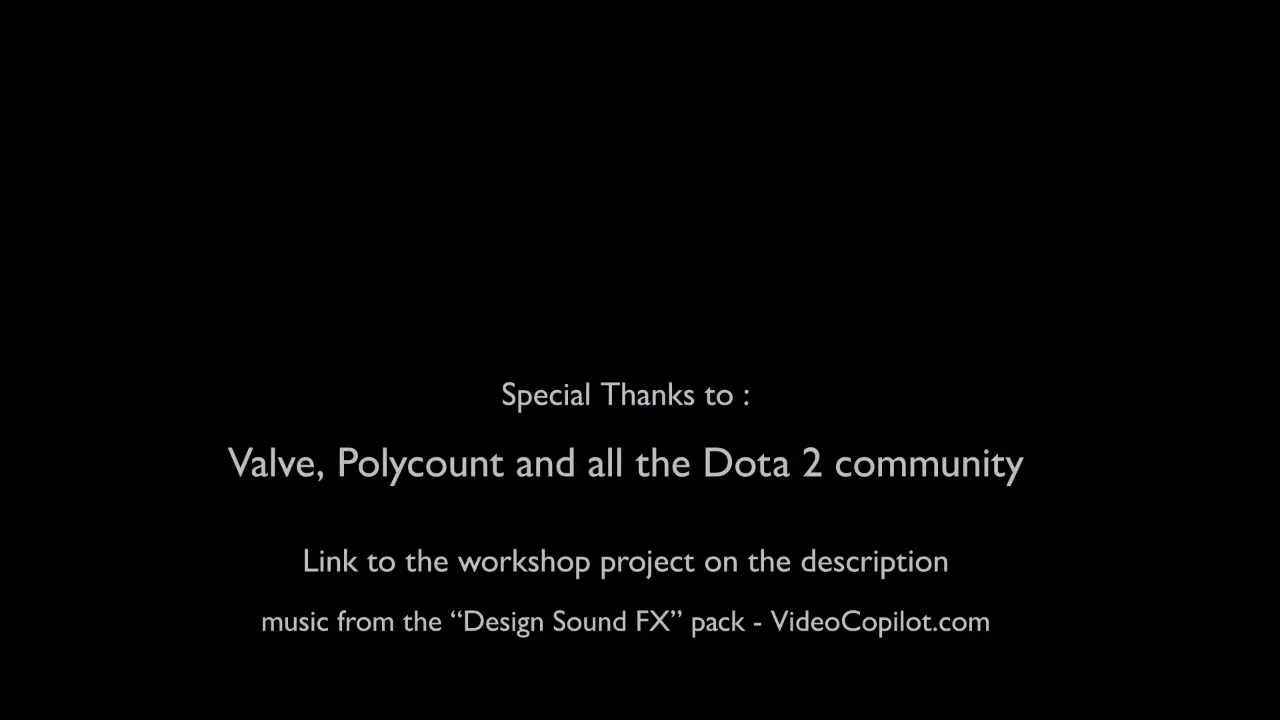 Special Thanks to :
Valve, Polycount and all the Dota 2 community
Link to the workshop project on the description
music from the “Design Sound FX” pack - VideoCopilot.com